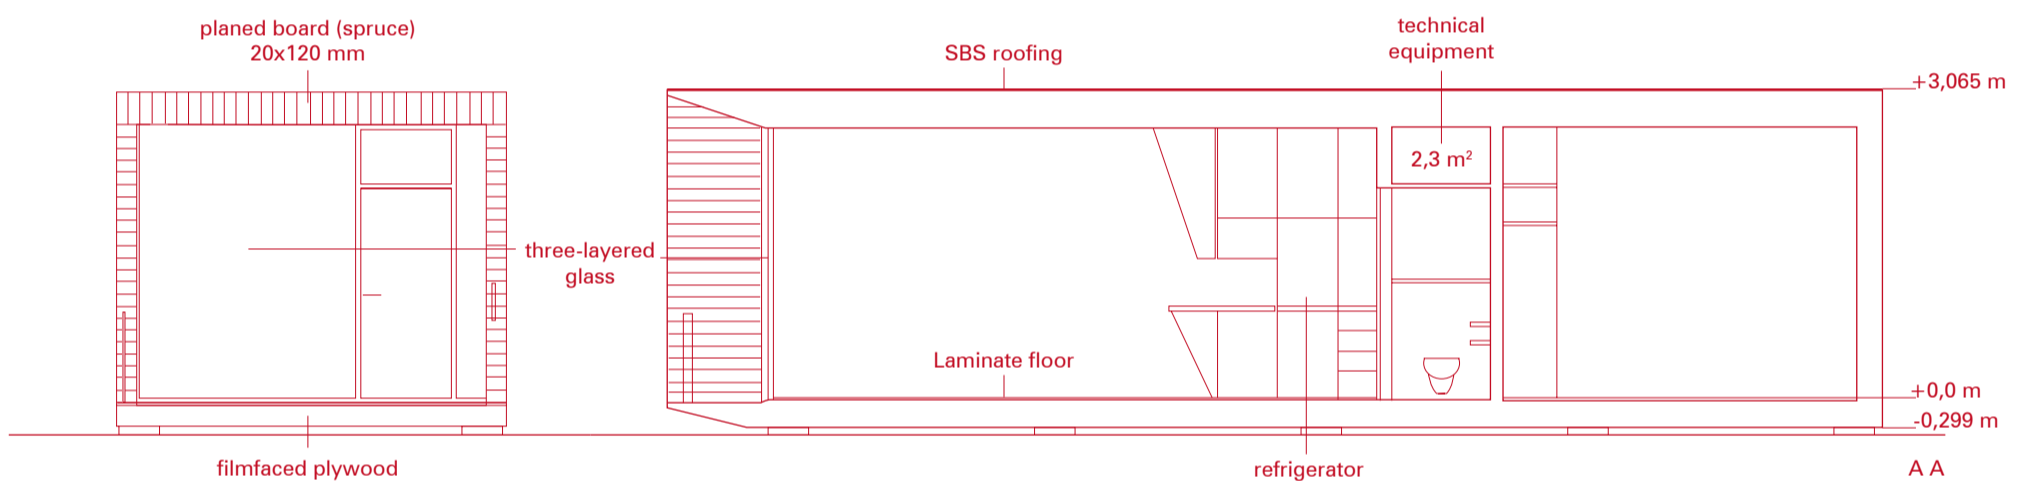 planed board (spruce)
20x120 mm
three-layered
glass
filmfaced plywood
SBS roofing
technical
equipment
2,3 m²
Laminate floor
refrigerator
+3,065 m
+0,0 m
-0,299 m
A A